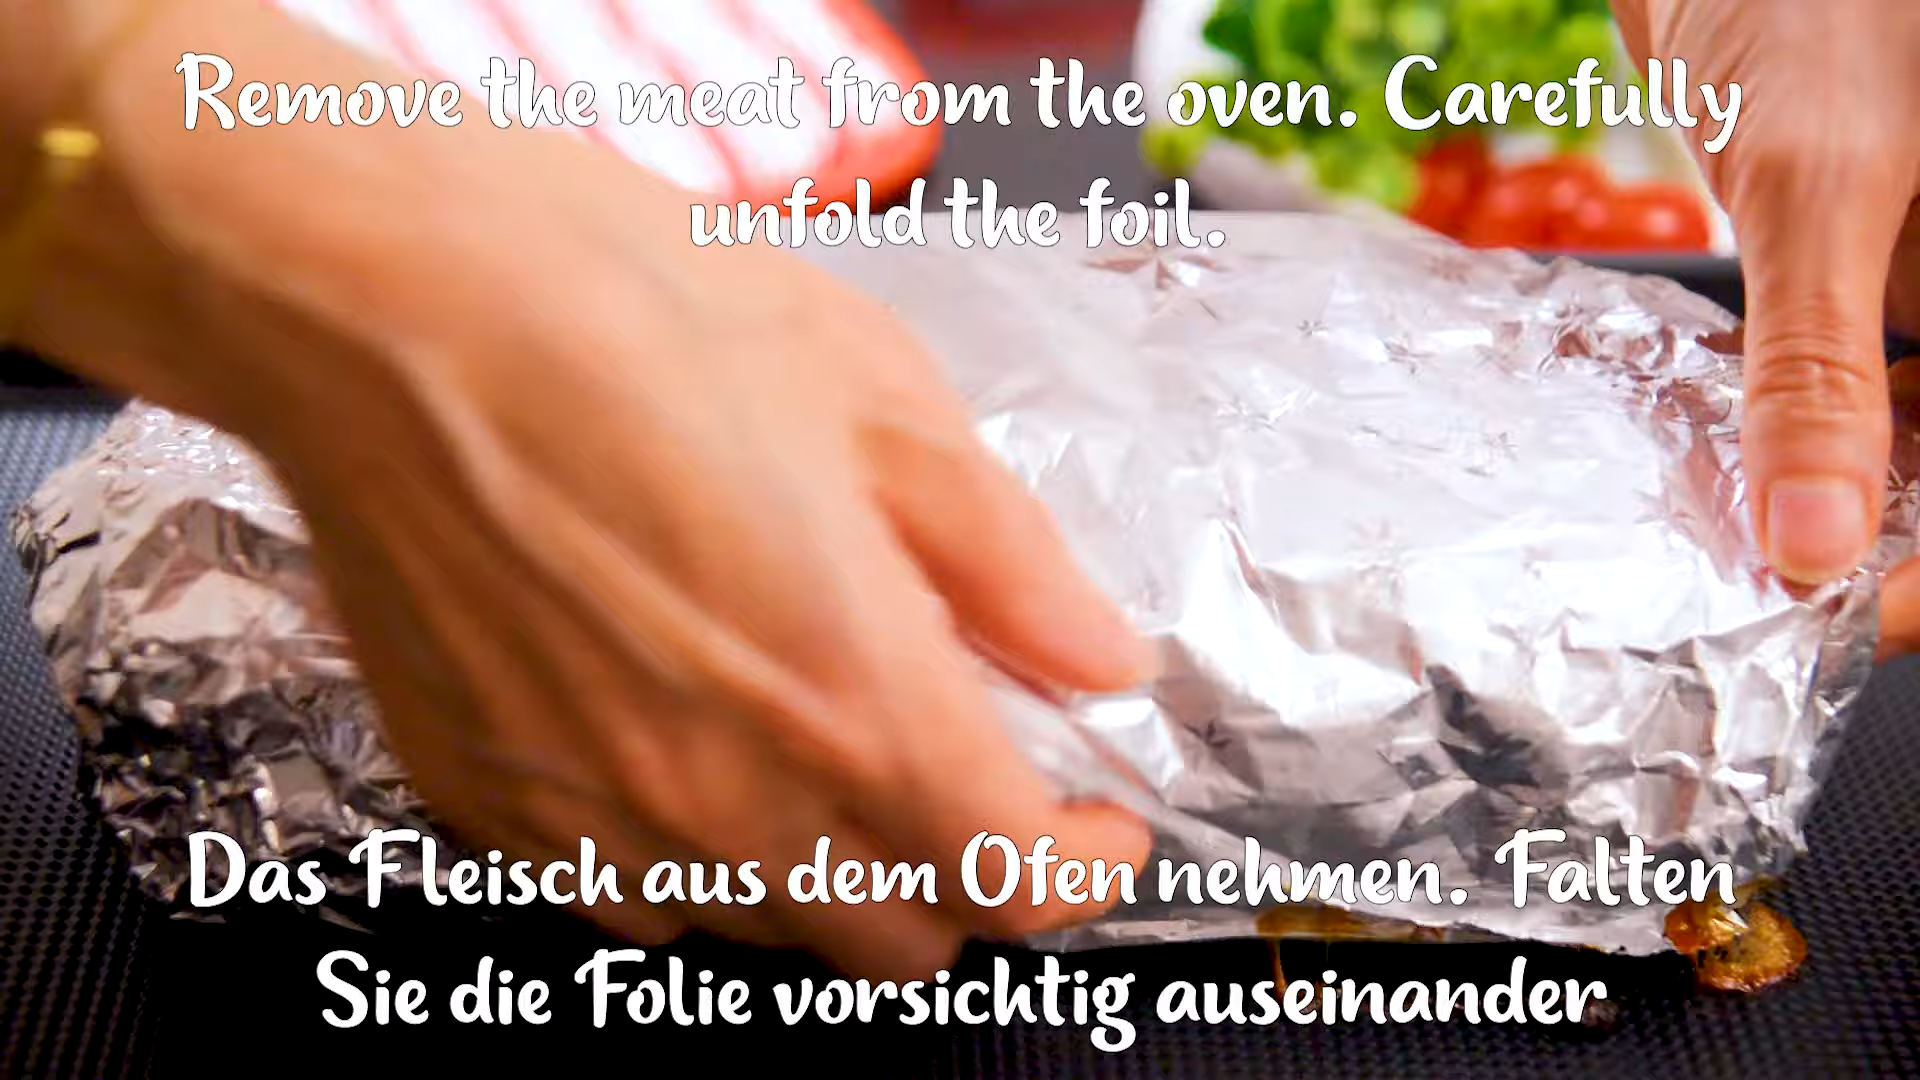 Remove the meat from the oven. Carefully
unfold the foil.
Das Fleisch aus dem Ofen nehmen. Falten
Sie die Folie vorsichtig auseinander